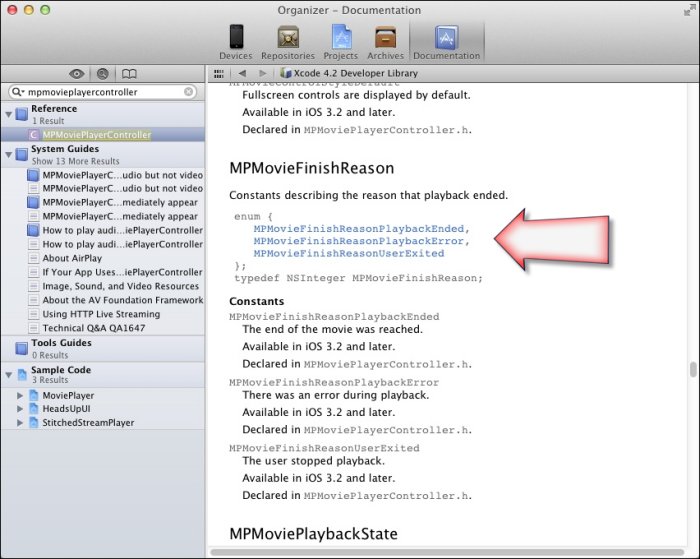 Organizer – Documentation
Devices
Repositories
Projects
Archives
Documentation
Xcode 4.2 Developer Library
mpmovieplayercontroller
Reference
1 Result
C MPMoviePlayerController
System Guides
Show 13 More Results
MPMoviePlayerC...udio but not video
MPMoviePlayerC...udio but not video
MPMoviePlayerC...mediately appear
MPMoviePlayerC...mediately appear
How to play audi...iePlayerController
How to play audi...iePlayerController
About AirPlay
If Your App Uses...iePlayerController
Image, Sound, and Video Resources
About the AV Foundation Framework
Using HTTP Live Streaming
Technical Q&A QA1647
Tools Guides
0 Results
Sample Code
3 Results
MoviePlayer
HeadsUpUI
StitchedStreamPlayer
MPMovieControlStyleDefault
Fullscreen controls are displayed by default.
Available in iOS 3.2 and later.
Declared in MPMoviePlayerController.h.
MPMovieFinishReason
Constants describing the reason that playback ended.
enum {
MPMovieFinishReasonPlaybackEnded,
MPMovieFinishReasonPlaybackError,
MPMovieFinishReasonUserExited
};
typedef NSInteger MPMovieFinishReason;
Constants
MPMovieFinishReasonPlaybackEnded
The end of the movie was reached.
Available in iOS 3.2 and later.
Declared in MPMoviePlayerController.h.
MPMovieFinishReasonPlaybackError
There was an error during playback.
Available in iOS 3.2 and later.
Declared in MPMoviePlayerController.h.
MPMovieFinishReasonUserExited
The user stopped playback.
Available in iOS 3.2 and later.
Declared in MPMoviePlayerController.h.
MPMoviePlaybackState